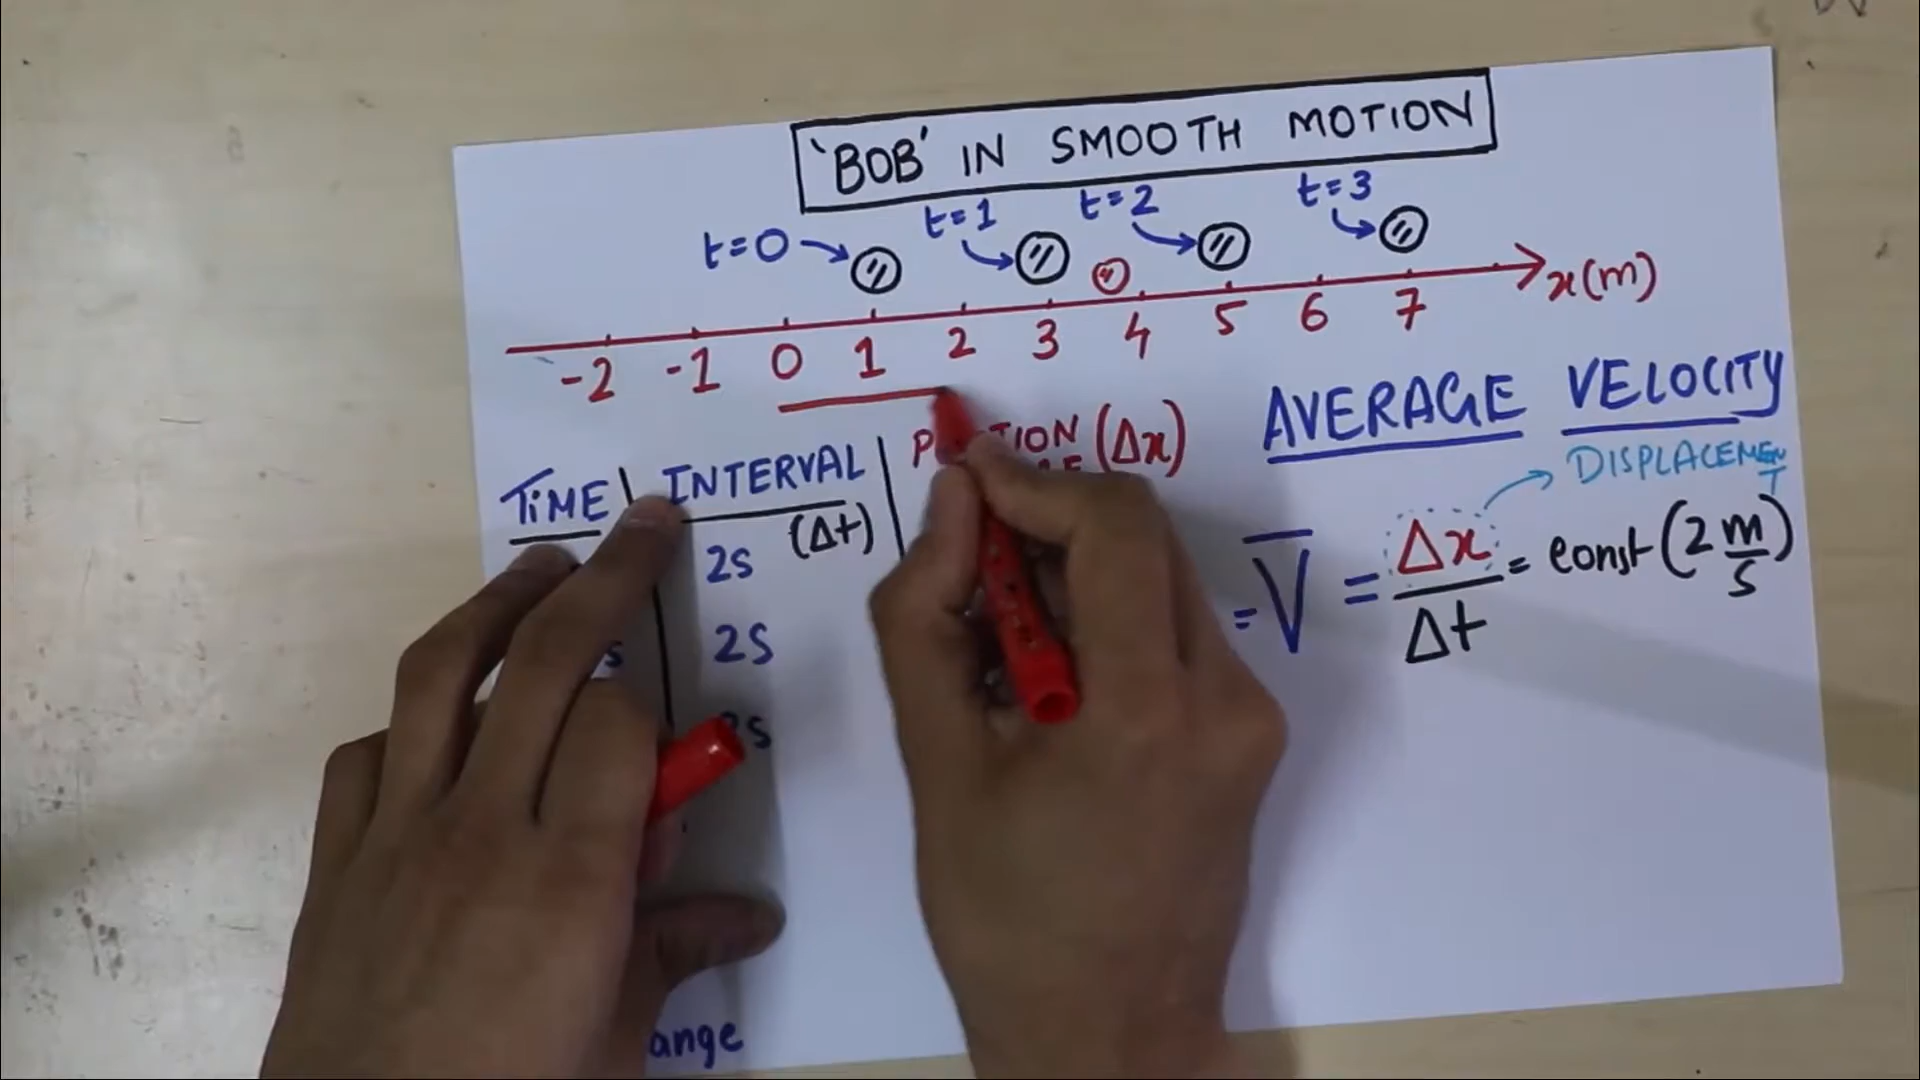 'BOB' IN SMOOTH MOTION
t=0 t=1 t=2 t=3
-2 -1 0 1 2 3 4 5 6 7 x(m)
AVERAGE VELOCITY
TiME INTERVAL (Δx)
(Δt)
DISPLACEMENT
= V̅ = Δx/Δt = const (2 m/s)
2s
2s
s
ange